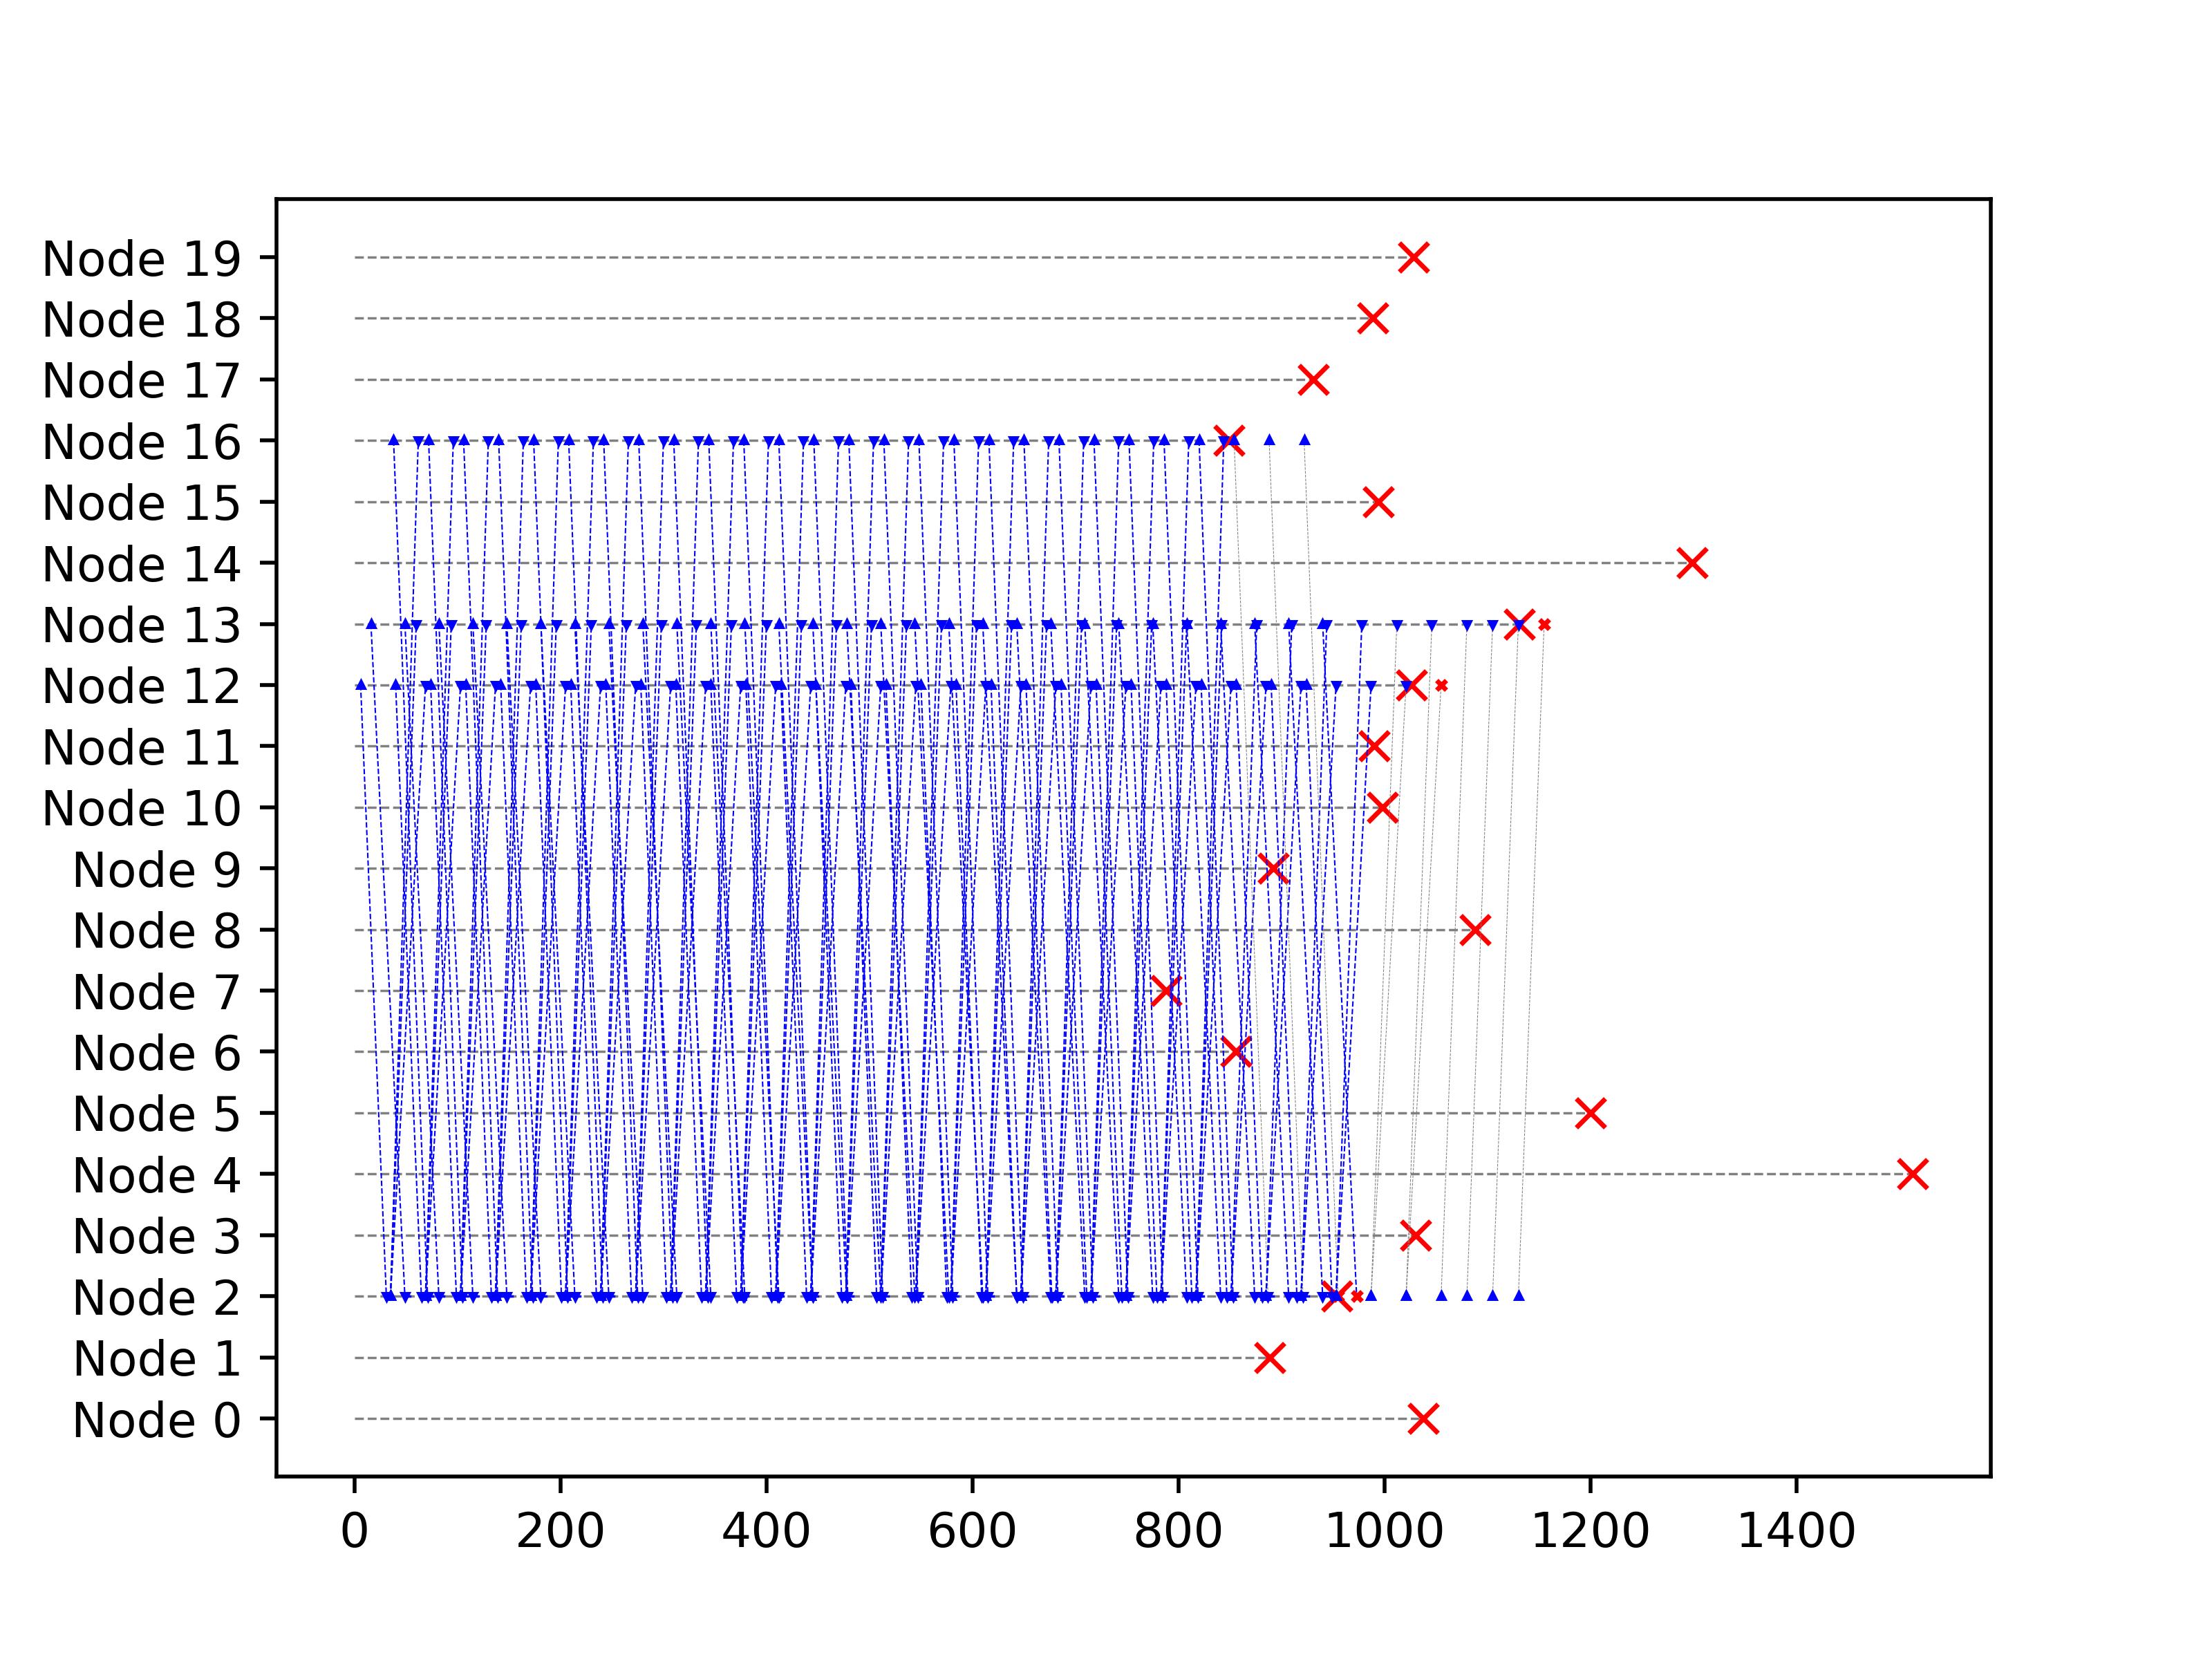 Node 19
Node 18
Node 17
Node 16
Node 15
Node 14
Node 13
Node 12
Node 11
Node 10
Node 9
Node 8
Node 7
Node 6
Node 5
Node 4
Node 3
Node 2
Node 1
Node 0
0 200 400 600 800 1000 1200 1400